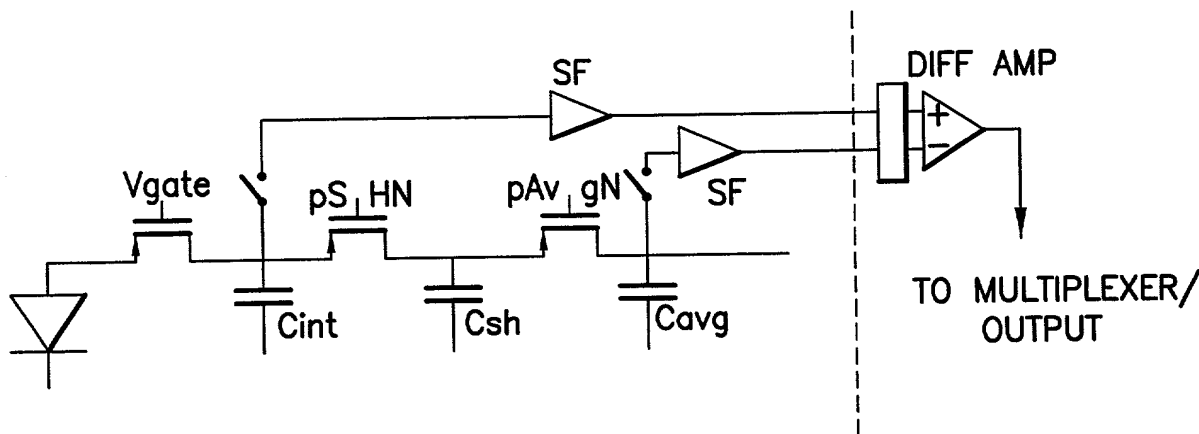 SF
DIFF AMP
+
−
SF
Vgate
pS HN
pAv gN
Cint
Csh
Cavg
TO MULTIPLEXER/
OUTPUT